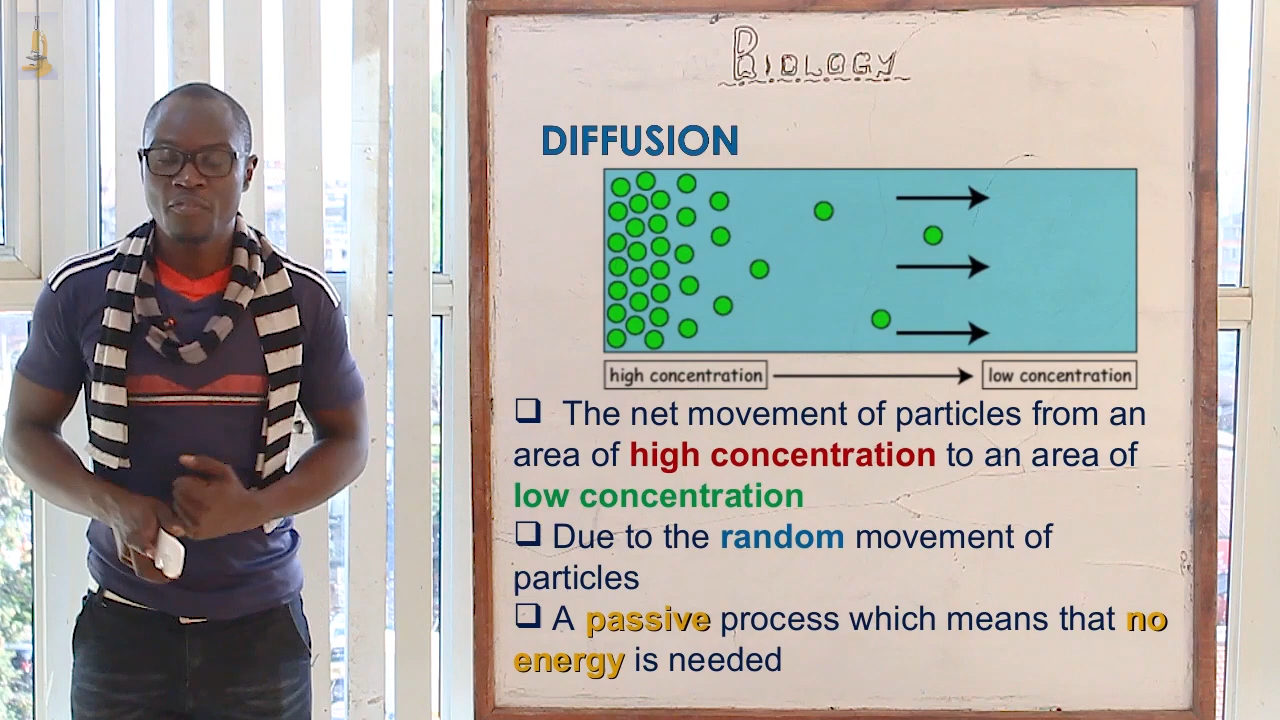 BIOLOGY
DIFFUSION
high concentration
low concentration
❑ The net movement of particles from an
area of high concentration to an area of
low concentration
❑ Due to the random movement of
particles
❑ A passive process which means that no
energy is needed